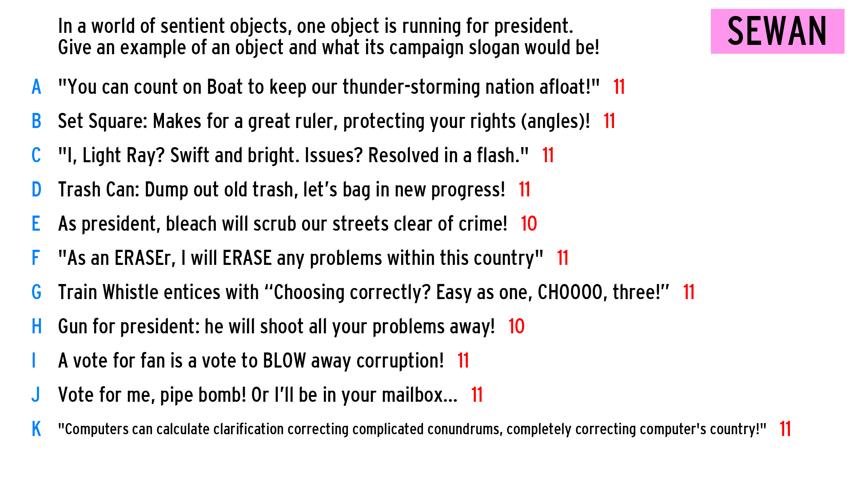 In a world of sentient objects, one object is running for president.
Give an example of an object and what its campaign slogan would be!
SEWAN
A "You can count on Boat to keep our thunder-storming nation afloat!" 11
B Set Square: Makes for a great ruler, protecting your rights (angles)! 11
C "I, Light Ray? Swift and bright. Issues? Resolved in a flash." 11
D Trash Can: Dump out old trash, let's bag in new progress! 11
E As president, bleach will scrub our streets clear of crime! 10
F "As an ERASEr, I will ERASE any problems within this country" 11
G Train Whistle entices with “Choosing correctly? Easy as one, CHOOOO, three!” 11
H Gun for president: he will shoot all your problems away! 10
I A vote for fan is a vote to BLOW away corruption! 11
J Vote for me, pipe bomb! Or I'll be in your mailbox... 11
K "Computers can calculate clarification correcting complicated conundrums, completely correcting computer's country!" 11